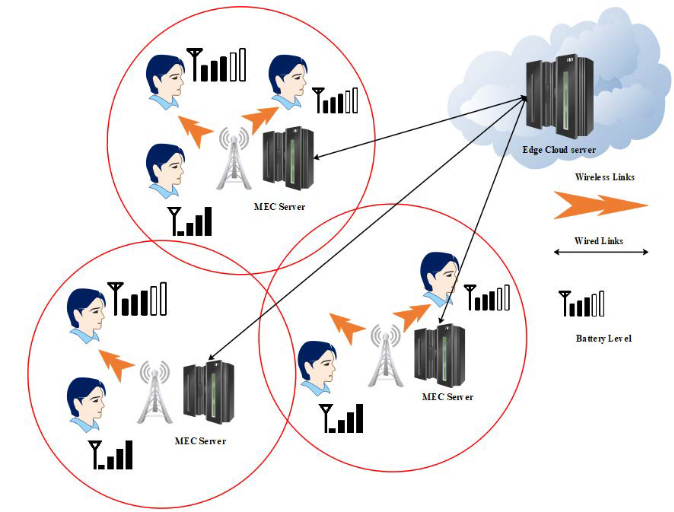 Edge Cloud server
Wireless Links
MEC Server
Wired Links
Battery Level
MEC Server
MEC Server